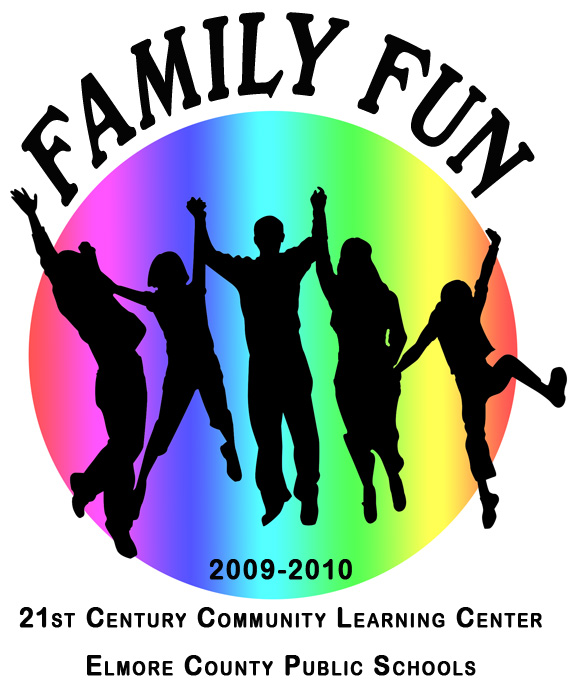 FAMILY FUN
2009-2010
21ST CENTURY COMMUNITY LEARNING CENTER
ELMORE COUNTY PUBLIC SCHOOLS